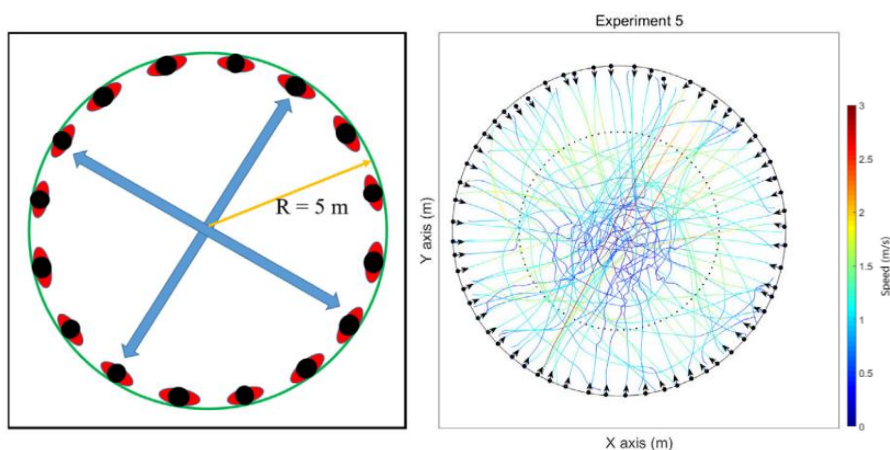 R = 5 m
Experiment 5
Y axis (m)
X axis (m)
3
2.5
2
1.5
1
0.5
0
Speed (m/s)